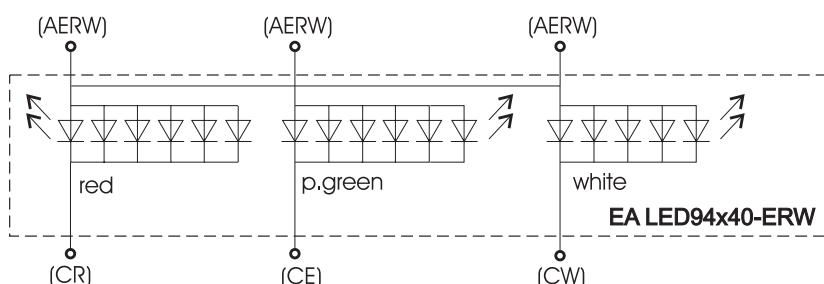 (AERW) (AERW) (AERW)
red p.green white
EA LED94x40-ERW
(CR) (CE) (CW)